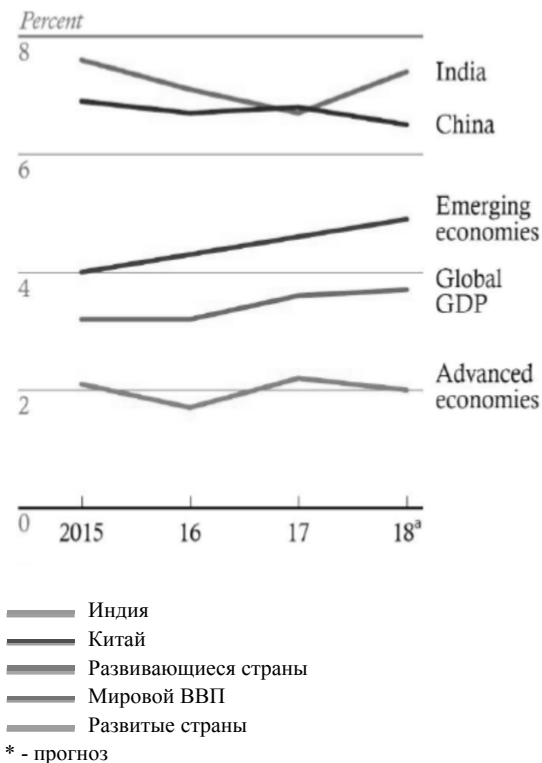 Percent
8
India
China
6
Emerging
economies
4
Global
GDP
Advanced
economies
2
0
2015 16 17 18ª
Индия
Китай
Развивающиеся страны
Мировой ВВП
Развитые страны
* - прогноз